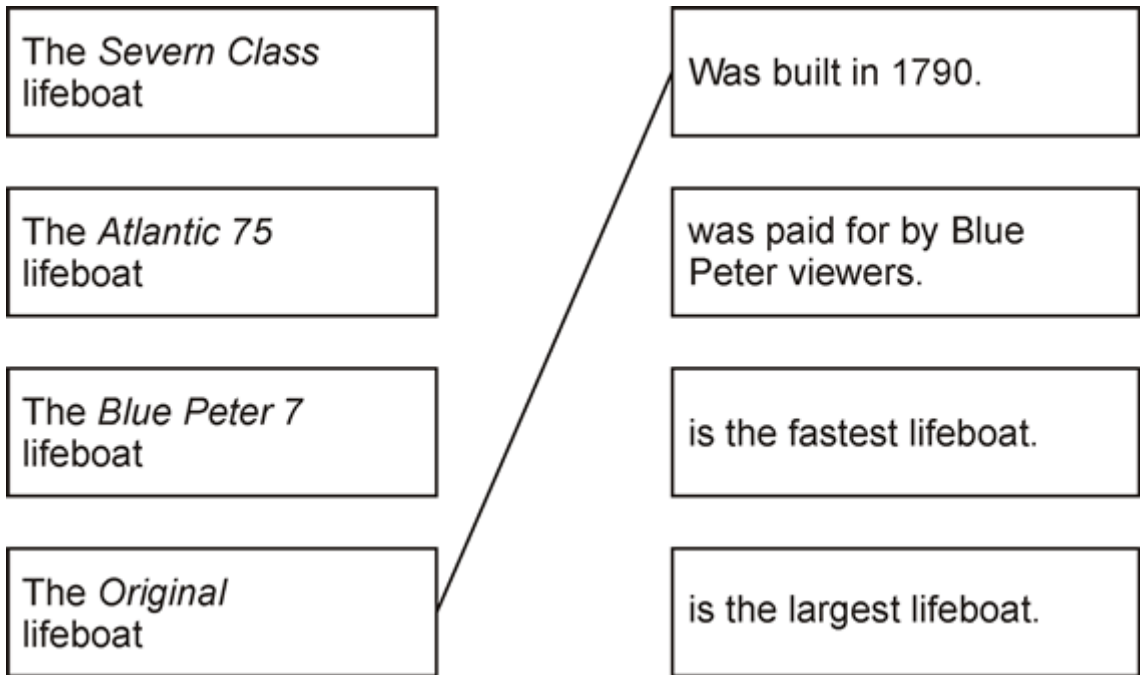 The Severn Class
lifeboat
Was built in 1790.
The Atlantic 75
lifeboat
was paid for by Blue
Peter viewers.
The Blue Peter 7
lifeboat
is the fastest lifeboat.
The Original
lifeboat
is the largest lifeboat.